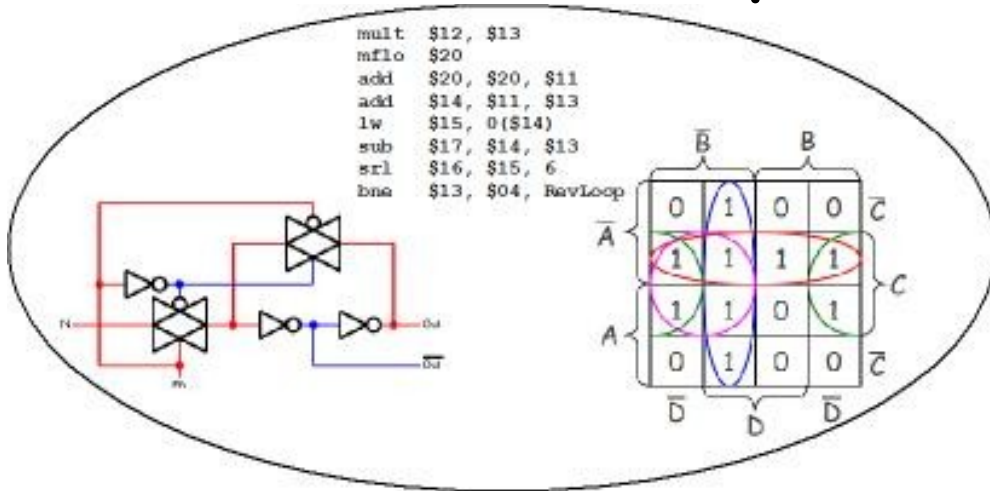 mult $12, $13
mflo $20
add $20, $20, $11
add $14, $11, $13
lw $15, 0($14)
sub $17, $14, $13
srl $16, $15, 6
bne $13, $04, RevLoop
B̅ B
0 1 0 0 C̅
A̅
1 1 1 1
C
1 1 0 1
A
0 1 0 0 C̅
D̅ D D̅